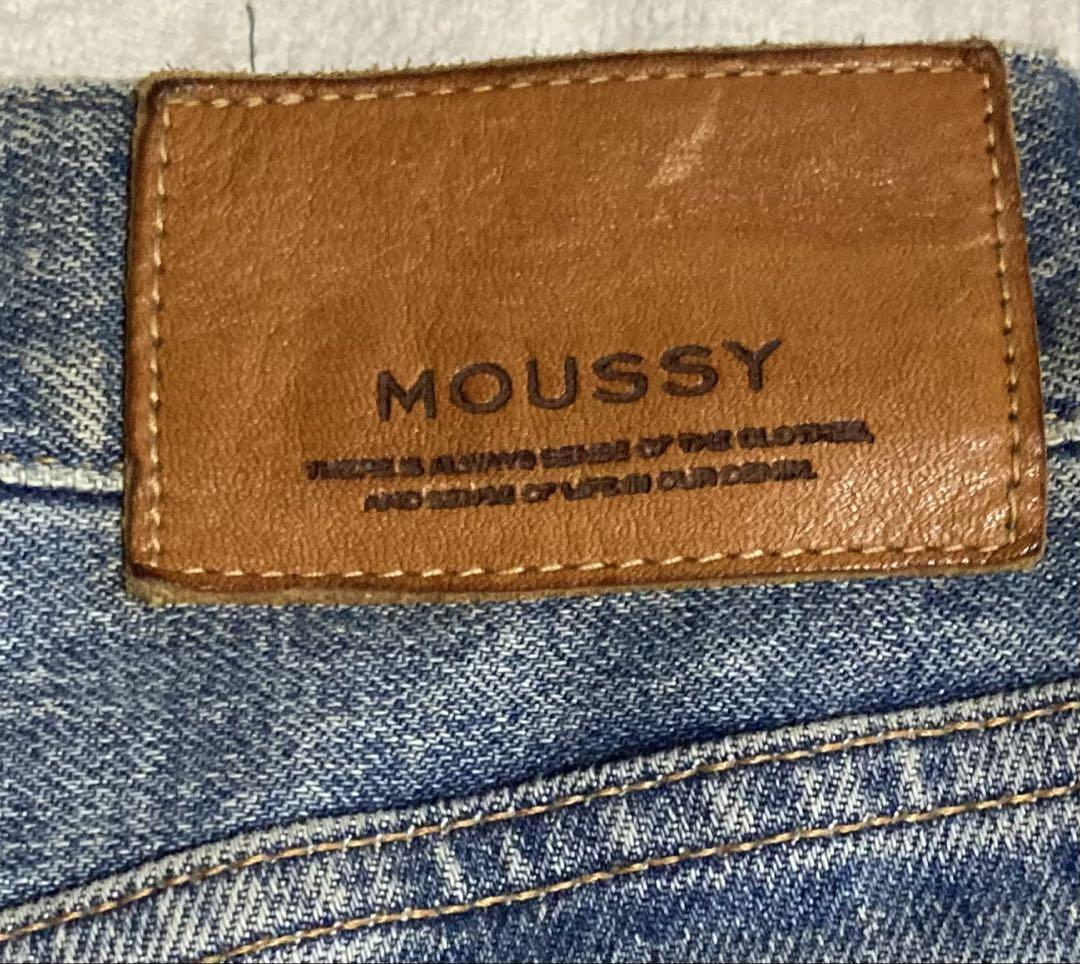 MOUSSY
THERE IS ALWAYS SENSE OF THE CLOTHES,
AND SENSE OF LIFE IN OUR DENIM.